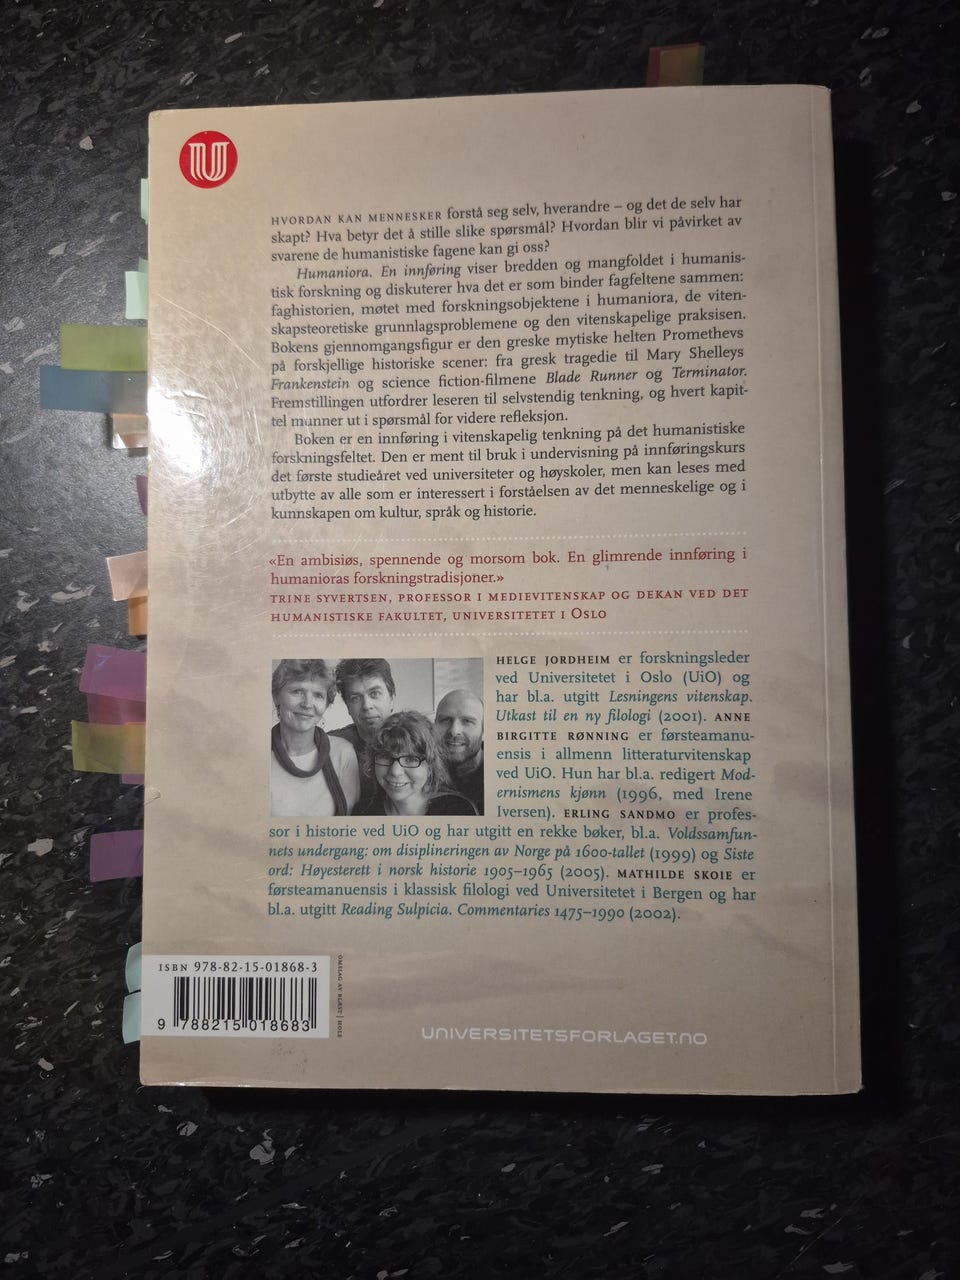 U
HVORDAN KAN MENNESKER forstå seg selv, hverandre – og det de selv har
skapt? Hva betyr det å stille slike spørsmål? Hvordan blir vi påvirket av
svarene de humanistiske fagene kan gi oss?
Humaniora. En innføring viser bredden og mangfoldet i humanis-
tisk forskning og diskuterer hva det er som binder fagfeltene sammen:
faghistorien, møtet med forskningsobjektene i humaniora, de viten-
skapsteoretiske grunnlagsproblemene og den vitenskapelige praksisen.
Bokens gjennomgangsfigur er den greske mytiske helten Promethevs
på forskjellige historiske scener: fra gresk tragedie til Mary Shelleys
Frankenstein og science fiction-filmene Blade Runner og Terminator.
Fremstillingen utfordrer leseren til selvstendig tenkning, og hvert kapit-
tel munner ut i spørsmål for videre refleksjon.
Boken er en innføring i vitenskapelig tenkning på det humanistiske
forskningsfeltet. Den er ment til bruk i undervisning på innføringskurs
det første studieåret ved universiteter og høyskoler, men kan leses med
utbytte av alle som er interessert i forståelsen av det menneskelige og i
kunnskapen om kultur, språk og historie.
«En ambisiøs, spennende og morsom bok. En glimrende innføring i
humanioras forskningstradisjoner.»
TRINE SYVERTSEN, PROFESSOR I MEDIEVITENSKAP OG DEKAN VED DET
HUMANISTISKE FAKULTET, UNIVERSITETET I OSLO
HELGE JORDHEIM er forskningsleder
ved Universitetet i Oslo (UiO) og
har bl.a. utgitt Lesningens vitenskap.
Utkast til en ny filologi (2001). ANNE
BIRGITTE RØNNING er førsteamanu-
ensis i allmenn litteraturvitenskap
ved UiO. Hun har bl.a. redigert Mod-
ernismens kjønn (1996, med Irene
Iversen). ERLING SANDMO er profes-
sor i historie ved UiO og har utgitt en rekke bøker, bl.a. Voldssamfun-
nets undergang: om disiplineringen av Norge på 1600-tallet (1999) og Siste
ord: Høyesterett i norsk historie 1905–1965 (2005). MATHILDE SKOIE er
førsteamanuensis i klassisk filologi ved Universitetet i Bergen og har
bl.a. utgitt Reading Sulpicia. Commentaries 1475–1990 (2002).
ISBN 978-82-15-01868-3
9 788215 018683
OMSLAG AV BLÆST | HOLE
UNIVERSITETSFORLAGET.NO